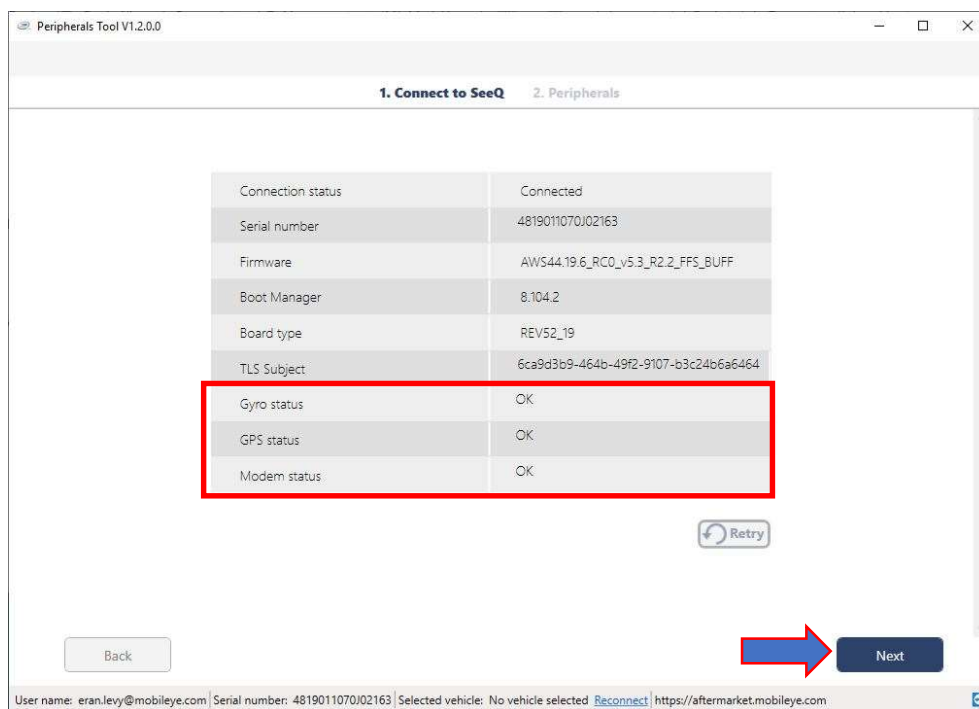 Peripherals Tool V1.2.0.0
1. Connect to SeeQ 2. Peripherals
Connection status Connected
Serial number 4819011070J02163
Firmware AWS44.19.6_RC0_v5.3_R2.2_FFS_BUFF
Boot Manager 8.104.2
Board type REV52_19
TLS Subject 6ca9d3b9-464b-49f2-9107-b3c24b6a6464
Gyro status OK
GPS status OK
Modem status OK
Retry
Back Next
User name: eran.levy@mobileye.com Serial number: 4819011070J02163 Selected vehicle: No vehicle selected Reconnect https://aftermarket.mobileye.com